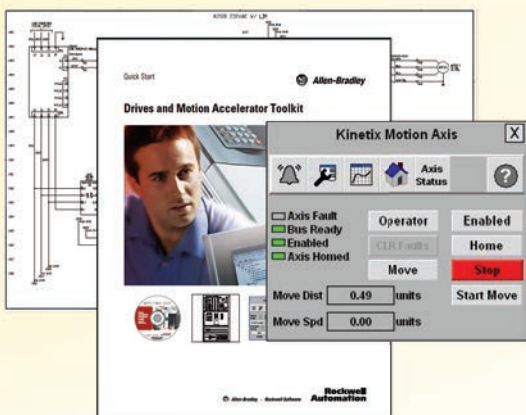 Quick Start
Allen-Bradley
Drives and Motion Accelerator Toolkit
Kinetix Motion Axis
X
Axis
Status
?
Axis Fault
Bus Ready
Enabled
Axis Homed
Operator
Enabled
CLR Faults
Home
Move
Stop
Move Dist
0.49
units
Start Move
Move Spd
0.00
units
Allen-Bradley • Rockwell Software
Rockwell
Automation